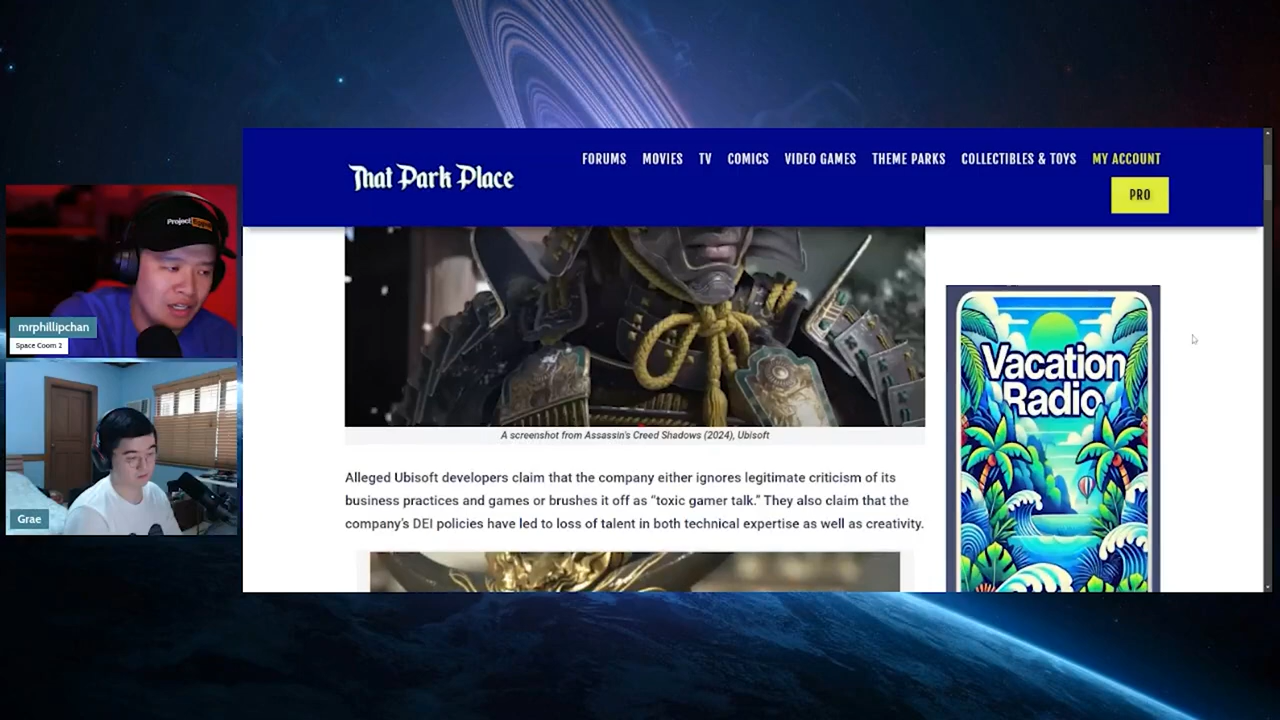 That Park Place
FORUMS MOVIES TV COMICS VIDEO GAMES THEME PARKS COLLECTIBLES & TOYS MY ACCOUNT
PRO
Project
mrphillipchan
Space Coom 2
Grae
A screenshot from Assassin's Creed Shadows (2024), Ubisoft
Alleged Ubisoft developers claim that the company either ignores legitimate criticism of its
business practices and games or brushes it off as “toxic gamer talk.” They also claim that the
company’s DEI policies have led to loss of talent in both technical expertise as well as creativity.
Vacation
Radio